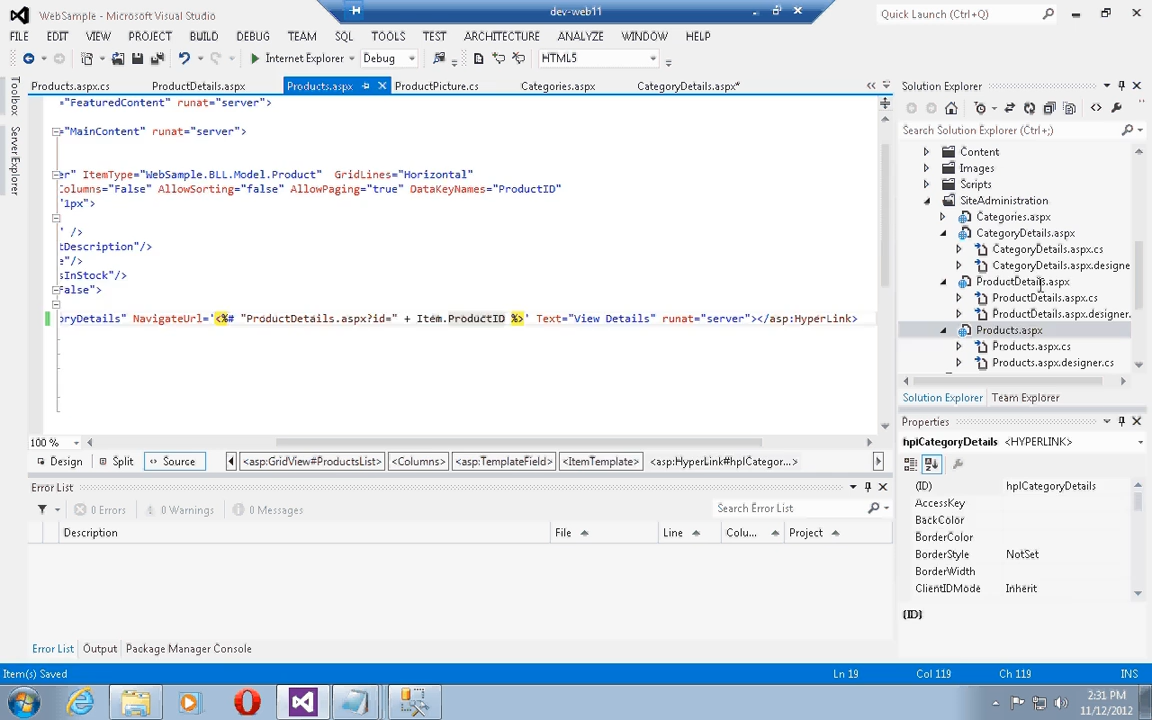 WebSample - Microsoft Visual Studio
dev-web11
Quick Launch (Ctrl+Q)
FILE EDIT VIEW PROJECT BUILD DEBUG TEAM SQL TOOLS TEST ARCHITECTURE ANALYZE WINDOW HELP
Internet Explorer Debug HTML5
Products.aspx.cs ProductDetails.aspx Products.aspx ProductPicture.cs Categories.aspx CategoryDetails.aspx*
Toolbox
Server Explorer
="FeaturedContent" runat="server">
="MainContent" runat="server">
er" ItemType="WebSample.BLL.Model.Product" GridLines="Horizontal"
Columns="False" AllowSorting="false" AllowPaging="true" DataKeyNames="ProductID"
"1px">
" />
tDescription"/>
e"/>
sInStock"/>
False">
oryDetails" NavigateUrl='<%# "ProductDetails.aspx?id=" + Item.ProductID %>' Text="View Details" runat="server"></asp:HyperLink>
100 %
Design Split Source <asp:GridView#ProductsList> <Columns> <asp:TemplateField> <ItemTemplate> <asp:HyperLink#hplCategor...>
Error List
0 Errors 0 Warnings 0 Messages Search Error List
Description File Line Colu... Project
Error List Output Package Manager Console
Solution Explorer
Search Solution Explorer (Ctrl+;)
Content
Images
Scripts
SiteAdministration
Categories.aspx
CategoryDetails.aspx
CategoryDetails.aspx.cs
CategoryDetails.aspx.designe
ProductDetails.aspx
ProductDetails.aspx.cs
ProductDetails.aspx.designer.
Products.aspx
Products.aspx.cs
Products.aspx.designer.cs
Solution Explorer Team Explorer
Properties
hplCategoryDetails <HYPERLINK>
(ID) hplCategoryDetails
AccessKey
BackColor
BorderColor
BorderStyle NotSet
BorderWidth
ClientIDMode Inherit
(ID)
Item(s) Saved Ln 19 Col 119 Ch 119 INS
2:31 PM
11/12/2012